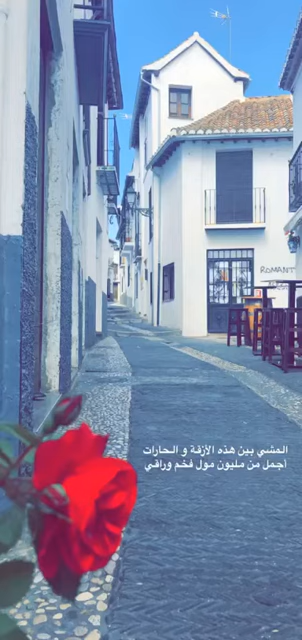 ROMANT
المشي بين هذه الأزقة و الحارات
أجمل من مليون مول فخم وراقي